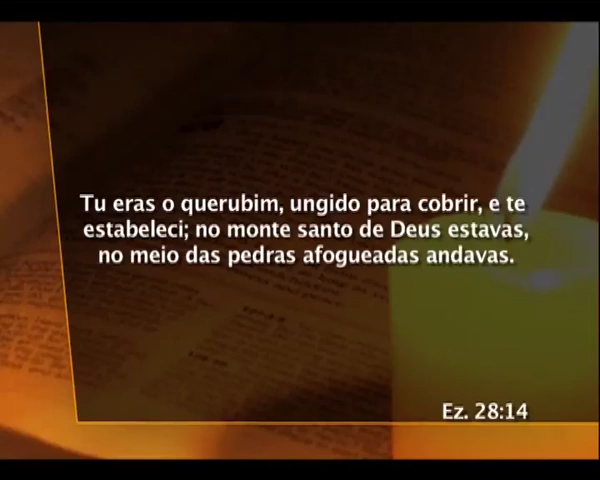 Tu eras o querubim, ungido para cobrir, e te
estabeleci; no monte santo de Deus estavas,
no meio das pedras afogueadas andavas.
Ez. 28:14